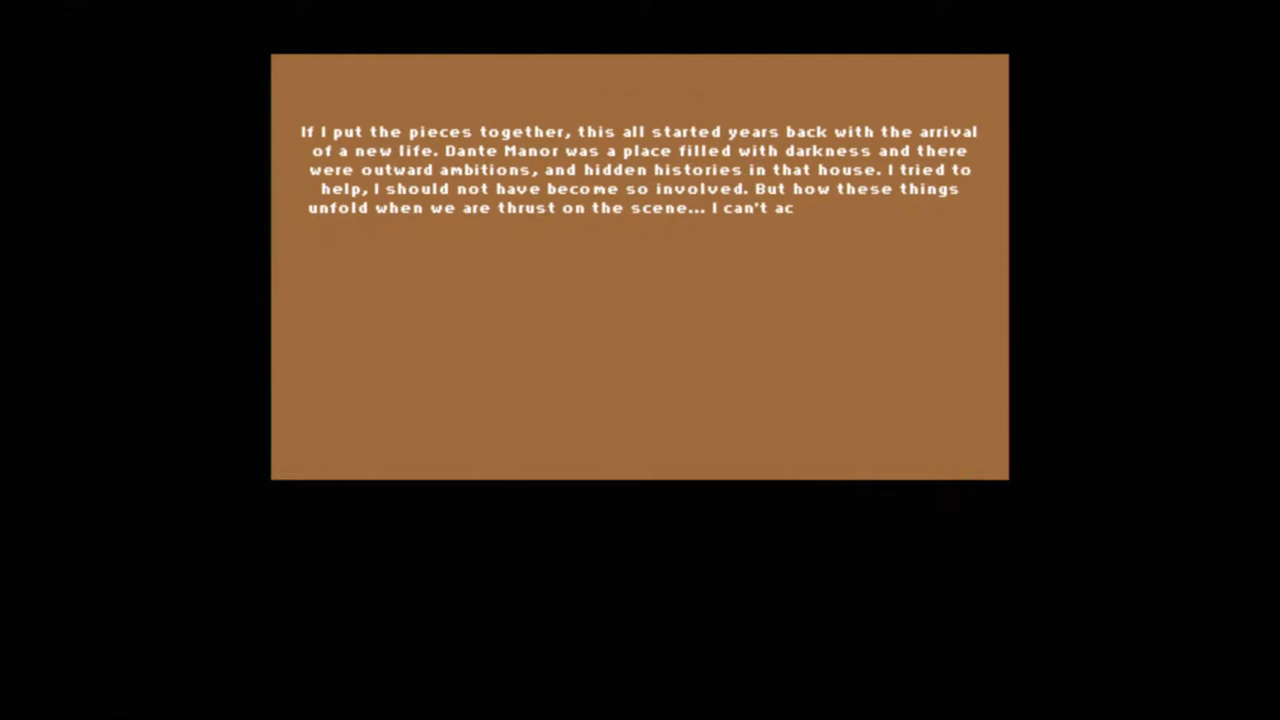 If I put the pieces together, this all started years back with the arrival
of a new life. Dante Manor was a place filled with darkness and there
were outward ambitions, and hidden histories in that house. I tried to
help, I should not have become so involved. But how these things
unfold when we are thrust on the scene... I can't ac